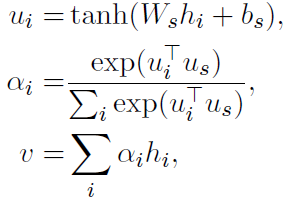 u_i = tanh(W_s h_i + b_s),
α_i = exp(u_i^⊤ u_s) / ∑_i exp(u_i^⊤ u_s),
v = ∑_i α_i h_i,